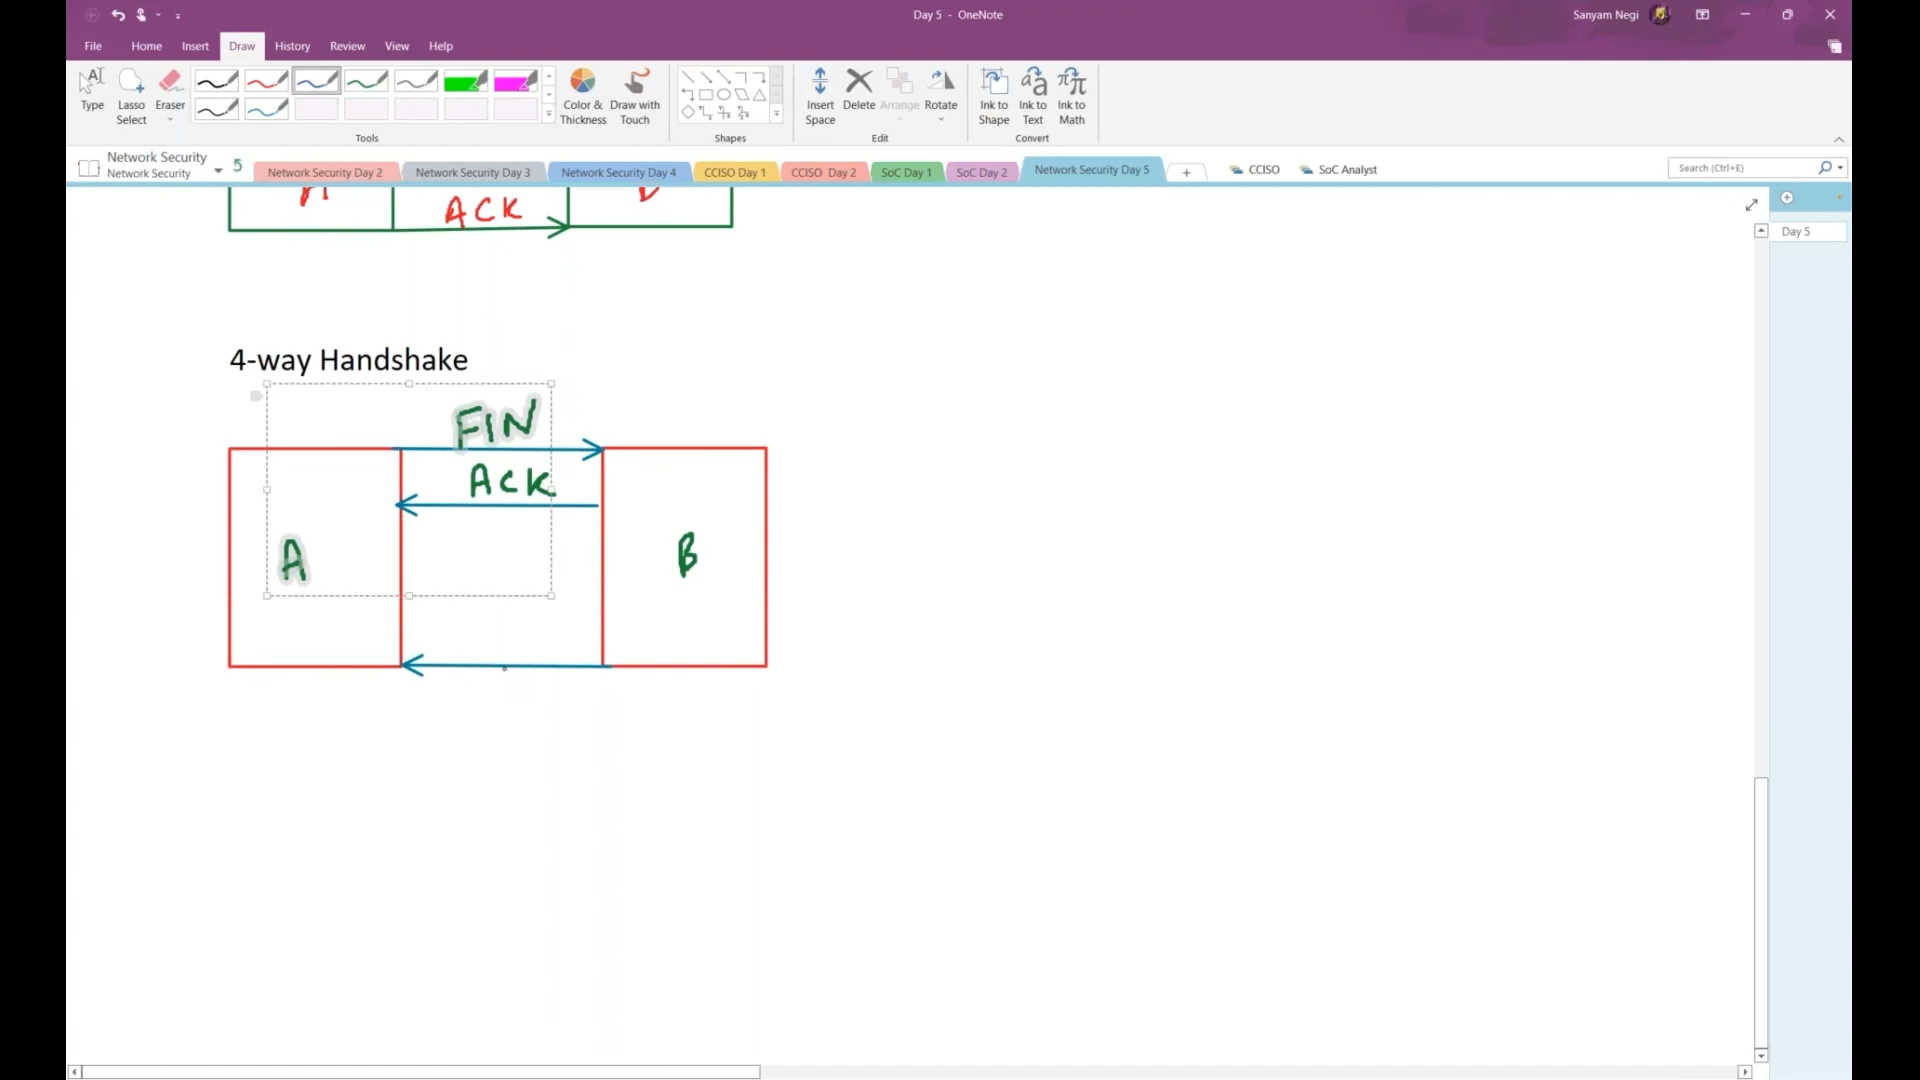 Day 5 - OneNote
Sanyam Negi
File Home Insert Draw History Review View Help
Type
Lasso Select
Eraser
Color & Thickness
Draw with Touch
Insert Space
Delete
Arrange
Rotate
Ink to Shape
Ink to Text
Ink to Math
Tools Shapes Edit Convert
Network Security
Network Security
Network Security Day 2
Network Security Day 3
Network Security Day 4
CCISO Day 1
CCISO Day 2
SoC Day 1
SoC Day 2
Network Security Day 5
+
CCISO
SoC Analyst
Search (Ctrl+E)
Day 5
ACK
4-way Handshake
FIN
ACK
A
B